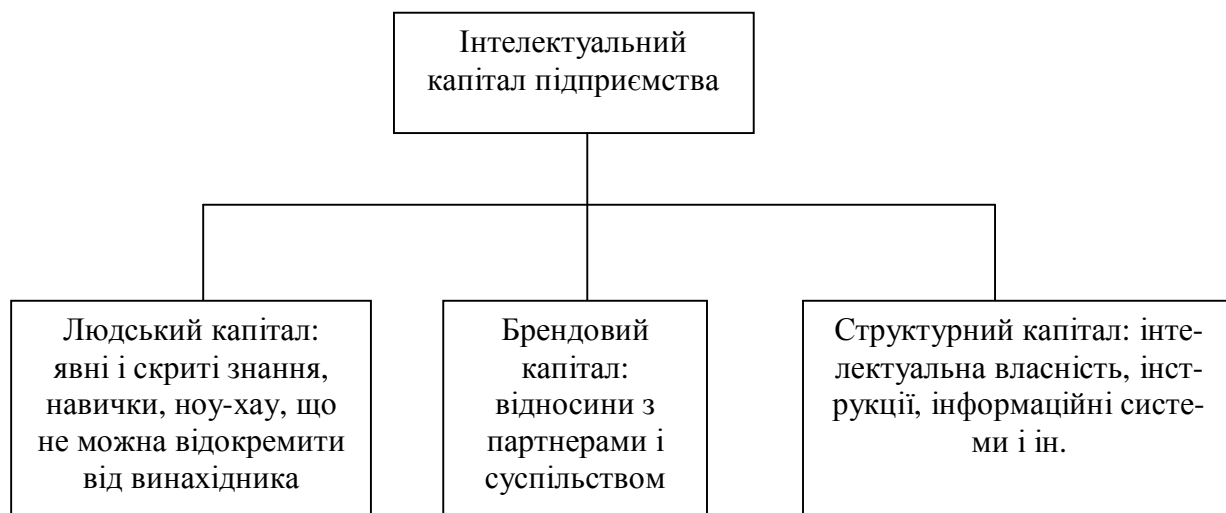 Інтелектуальний
капітал підприємства
Людський капітал:
явні і скриті знання,
навички, ноу-хау, що
не можна відокремити
від винахідника
Брендовий
капітал:
відносини з
партнерами і
суспільством
Структурний капітал: інте-
лектуальна власність, інст-
рукції, інформаційні систе-
ми і ін.